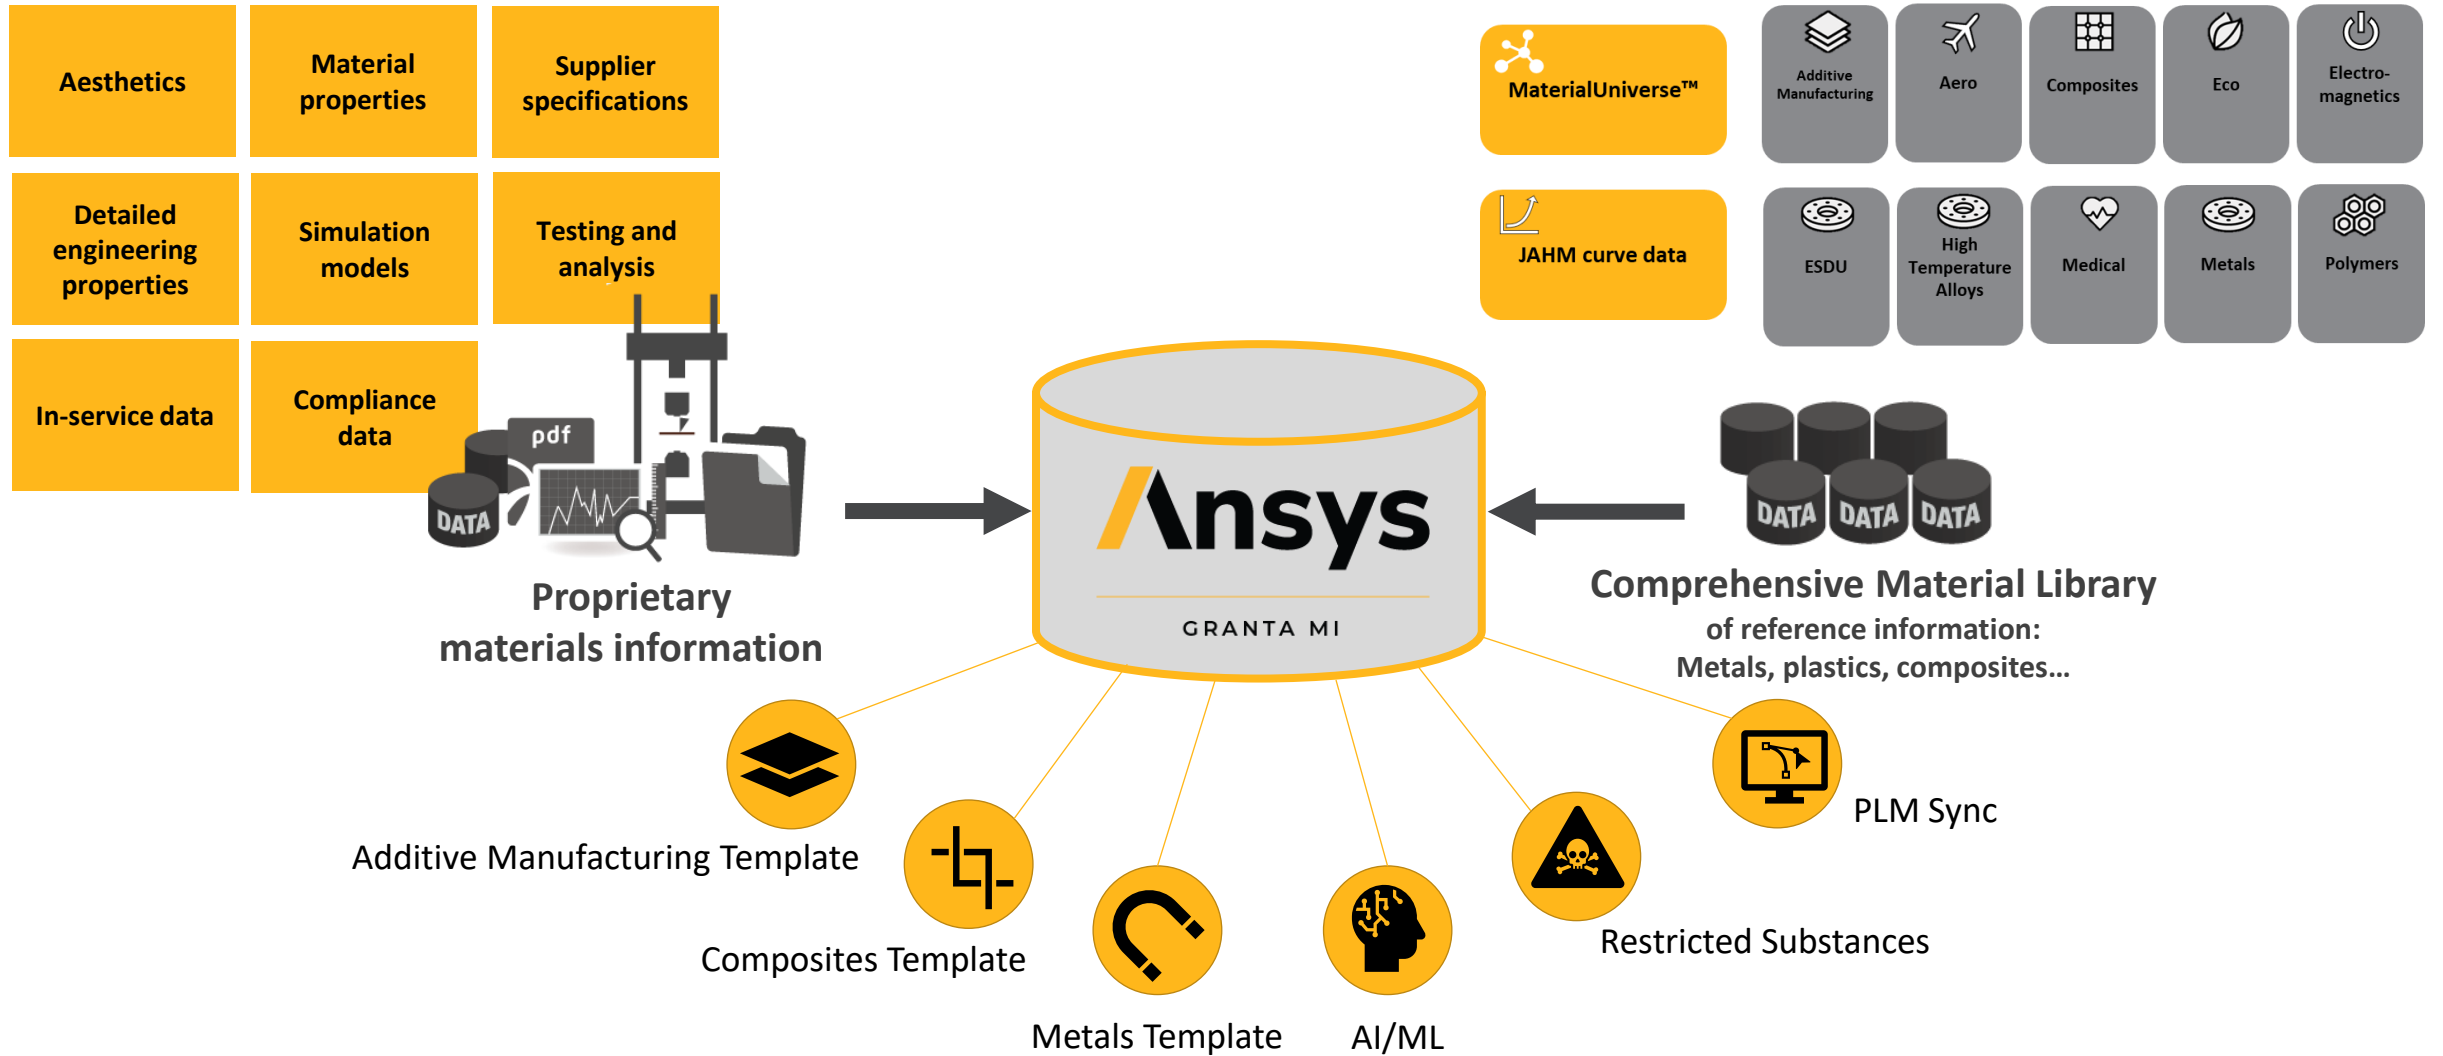 Aesthetics
Material
properties
Supplier
specifications
Detailed
engineering
properties
Simulation
models
Testing and
analysis
In-service data
Compliance
data
pdf
DATA
Proprietary
materials information
MaterialUniverse™
JAHM curve data
Additive
Manufacturing
Aero
Composites
Eco
Electro-
magnetics
ESDU
High
Temperature
Alloys
Medical
Metals
Polymers
DATA
DATA
DATA
Comprehensive Material Library
of reference information:
Metals, plastics, composites...
Ansys
GRANTA MI
Additive Manufacturing Template
Composites Template
Metals Template
AI/ML
Restricted Substances
PLM Sync